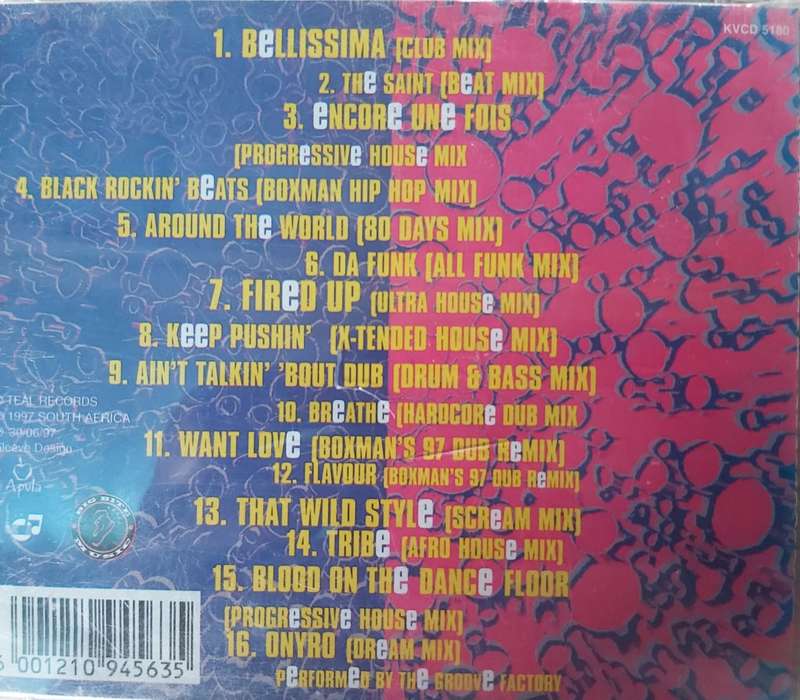 KVCD 5180
1. BeLLISSIMA (CLUB MIX)
2. THe SAINT (BeAT MIX)
3. eNCORe UNe FOIS
(PROGReSSIVe HOUSe MIX
4. BLACK ROCKIN' BeATS (BOXMAN HIP HOP MIX)
5. AROUND THe WORLD (80 DAYS MIX)
6. DA FUNK (ALL FUNK MIX)
7. FIReD UP (ULTRA HOUSe MIX)
8. KeeP PUSHIN' (X-TENDED HOUSe MIX)
9. AIN'T TALKIN' 'BOUT DUB (DRUM & BASS MIX)
10. BReATHe (HARDCORe DUB MIX
11. WANT LOVe (BOXMAN'S 97 DUB ReMIX)
12. FLAVOUR (BOXMAN'S 97 DUB ReMIX)
13. THAT WILD STYLe (SCReAM MIX)
14. TRIBe (AFRO HOUSe MIX)
15. BLOOD ON THe DANCe FLOOR
(PROGReSSIVe HOUSe MIX)
16. ONYRO (DReAM MIX)
PeRFORMeD BY THe GROOVe FACTORY
TEAL RECORDS
1997 SOUTH AFRICA
30/06/97
Design
Apvla
BIG BITE
MUSIC
6 001210 945635